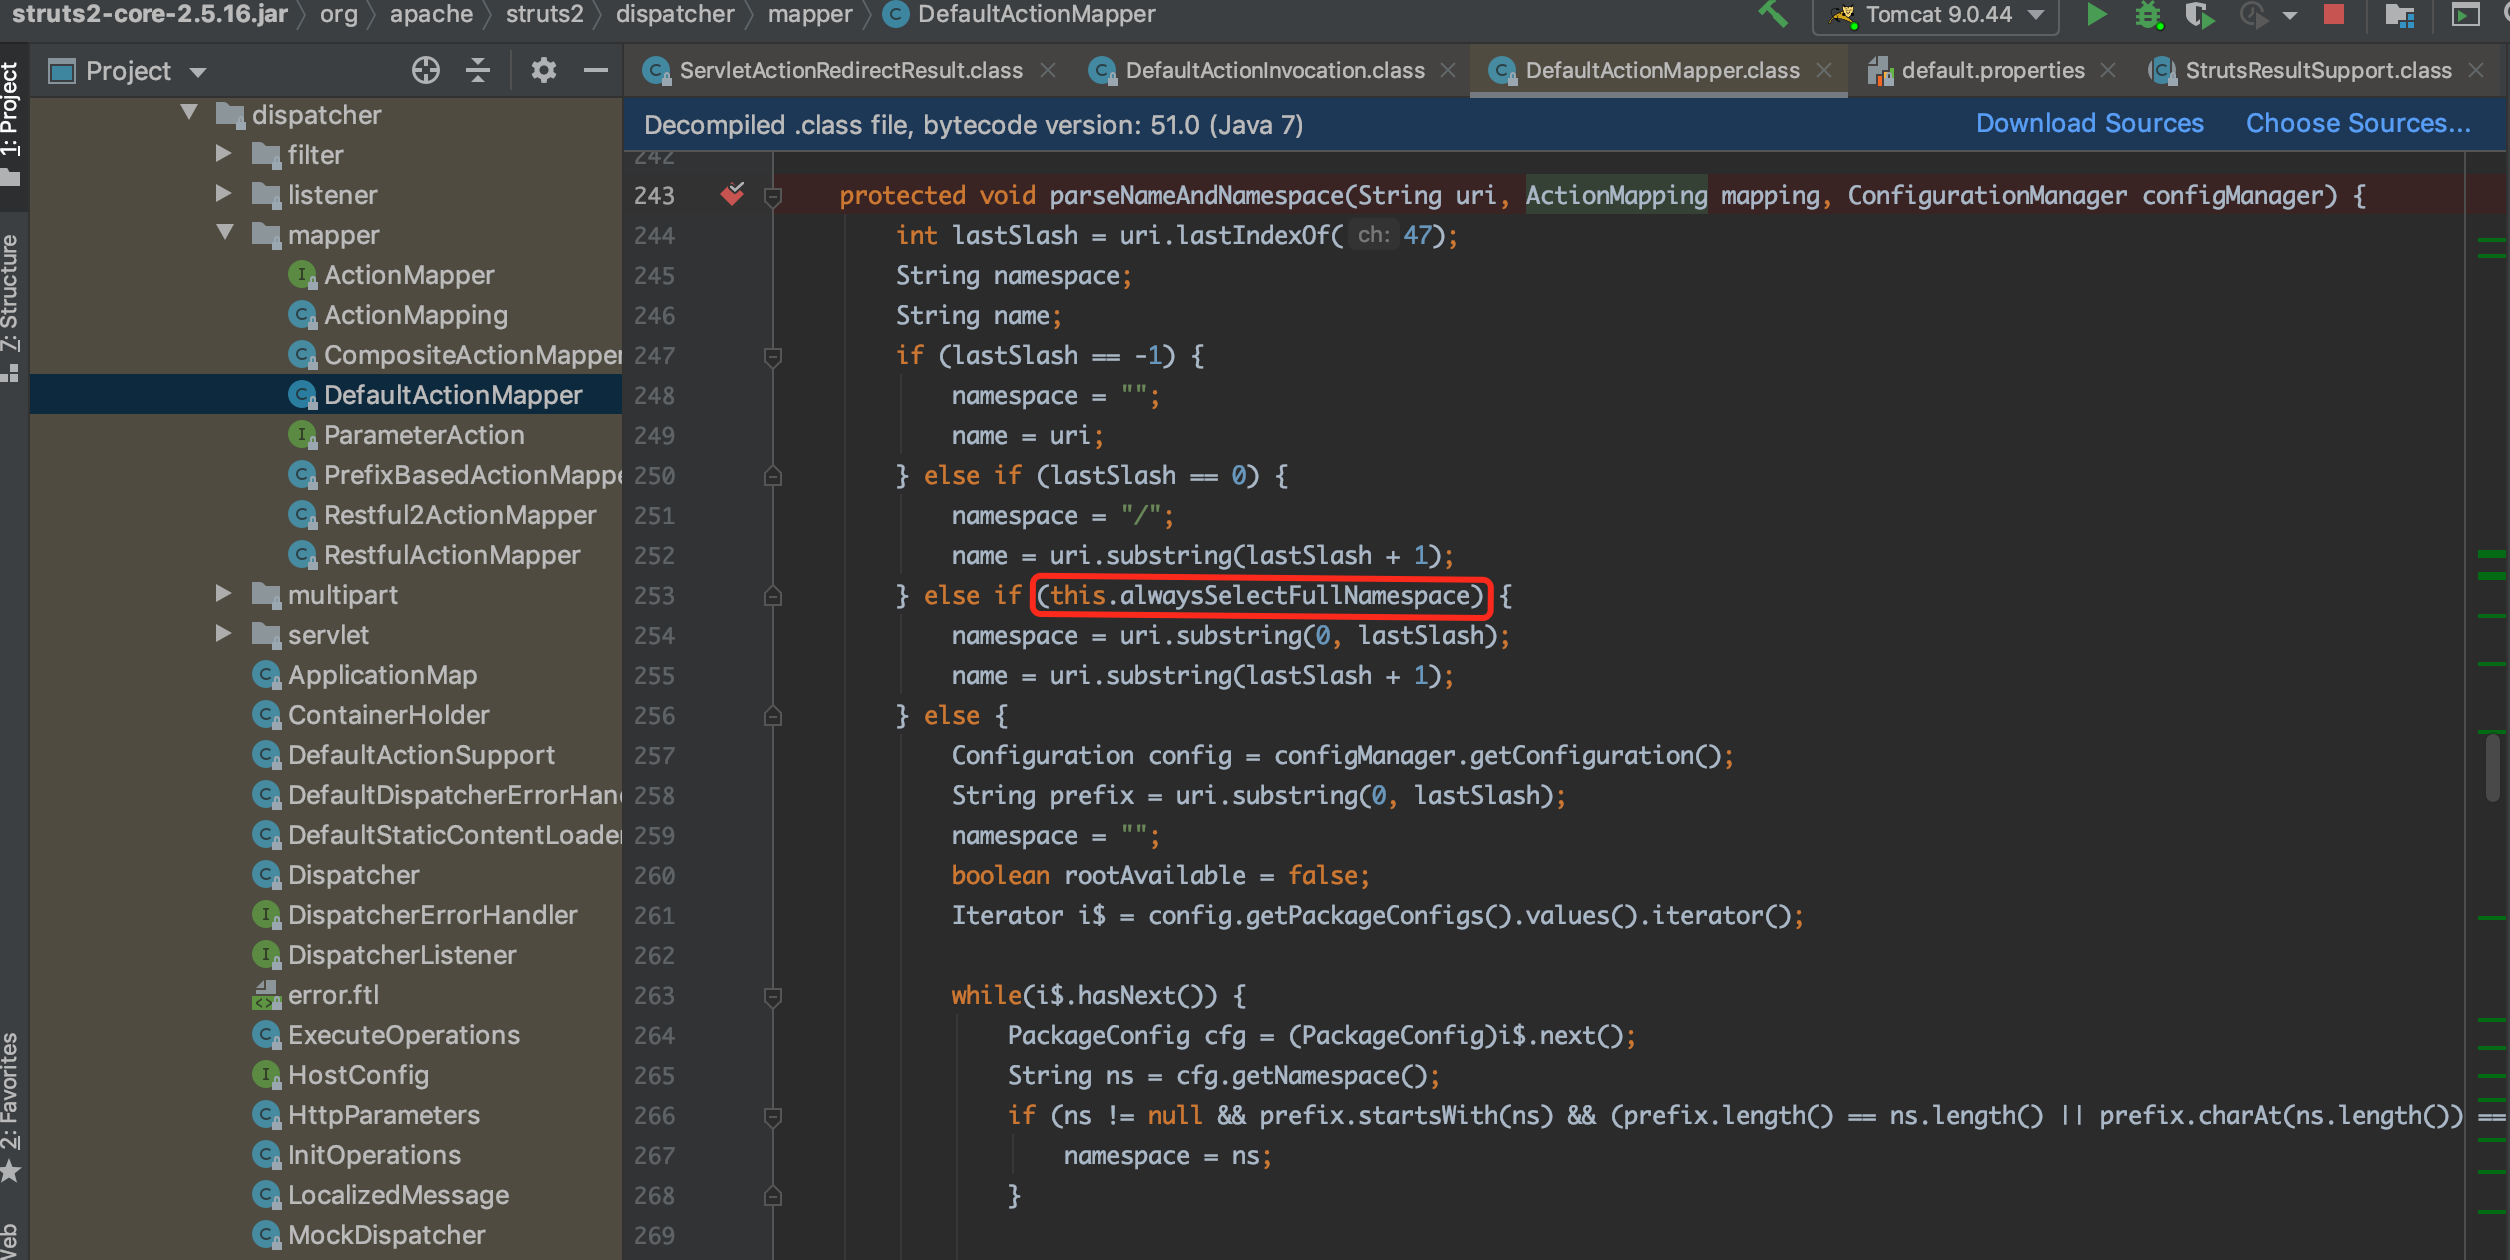 struts2-core-2.5.16.jar org apache struts2 dispatcher mapper DefaultActionMapper Tomcat 9.0.44
Project
ServletActionRedirectResult.class DefaultActionInvocation.class DefaultActionMapper.class default.properties StrutsResultSupport.class
Decompiled .class file, bytecode version: 51.0 (Java 7) Download Sources Choose Sources...
1: Project
7: Structure
2: Favorites
Web
dispatcher
filter
listener
mapper
ActionMapper
ActionMapping
CompositeActionMapper
DefaultActionMapper
ParameterAction
PrefixBasedActionMappe
Restful2ActionMapper
RestfulActionMapper
multipart
servlet
ApplicationMap
ContainerHolder
DefaultActionSupport
DefaultDispatcherErrorHan
DefaultStaticContentLoader
Dispatcher
DispatcherErrorHandler
DispatcherListener
error.ftl
ExecuteOperations
HostConfig
HttpParameters
InitOperations
LocalizedMessage
MockDispatcher
242
243 protected void parseNameAndNamespace(String uri, ActionMapping mapping, ConfigurationManager configManager) {
244 int lastSlash = uri.lastIndexOf( ch: 47);
245 String namespace;
246 String name;
247 if (lastSlash == -1) {
248 namespace = "";
249 name = uri;
250 } else if (lastSlash == 0) {
251 namespace = "/";
252 name = uri.substring(lastSlash + 1);
253 } else if (this.alwaysSelectFullNamespace) {
254 namespace = uri.substring(0, lastSlash);
255 name = uri.substring(lastSlash + 1);
256 } else {
257 Configuration config = configManager.getConfiguration();
258 String prefix = uri.substring(0, lastSlash);
259 namespace = "";
260 boolean rootAvailable = false;
261 Iterator i$ = config.getPackageConfigs().values().iterator();
262
263 while(i$.hasNext()) {
264 PackageConfig cfg = (PackageConfig)i$.next();
265 String ns = cfg.getNamespace();
266 if (ns != null && prefix.startsWith(ns) && (prefix.length() == ns.length() || prefix.charAt(ns.length()) ==
267 namespace = ns;
268 }
269